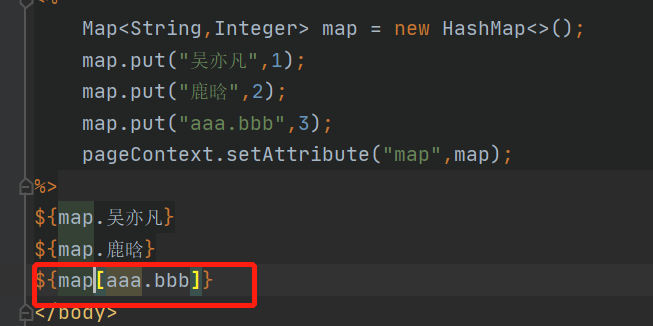 <%
Map<String,Integer> map = new HashMap<>();
map.put("吴亦凡",1);
map.put("鹿晗",2);
map.put("aaa.bbb",3);
pageContext.setAttribute("map",map);
%>
${map.吴亦凡}
${map.鹿晗}
${map[aaa.bbb]}
</body>